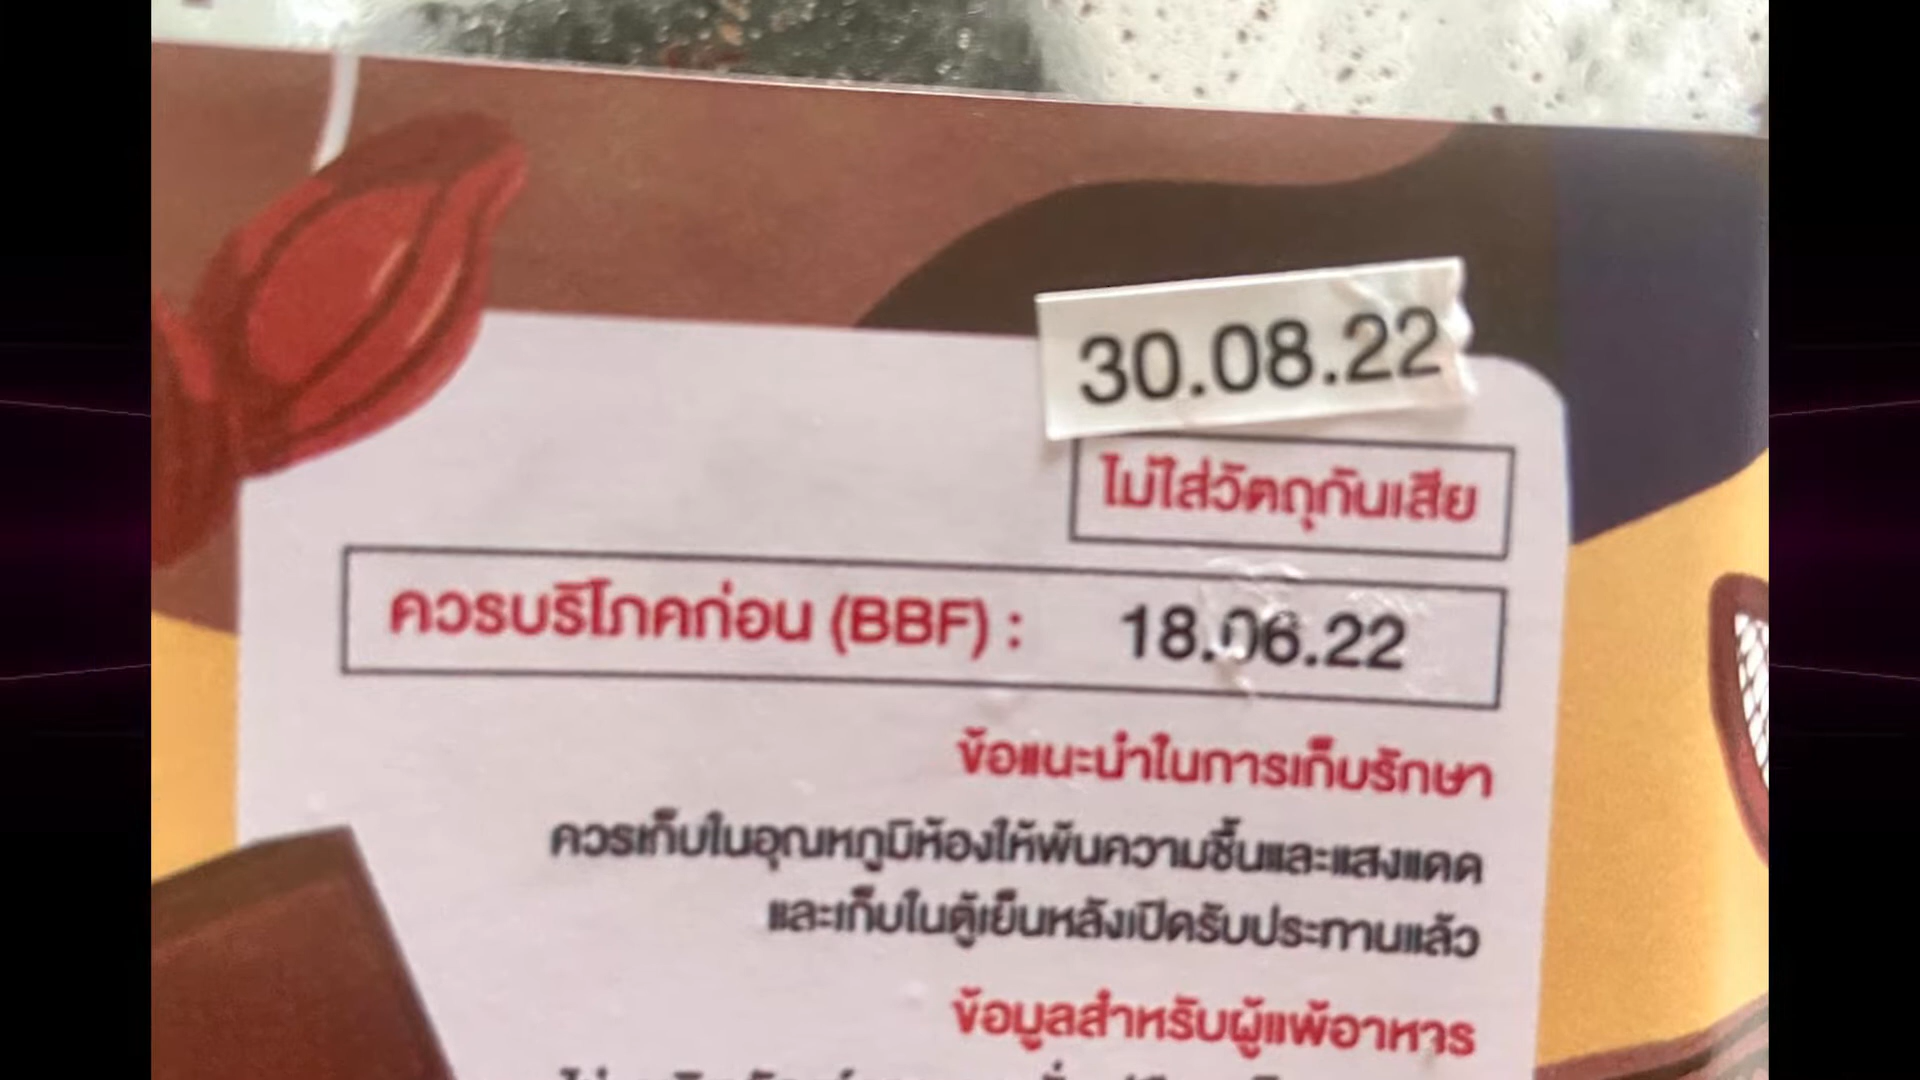 30.08.22
ไม่ใส่วัตถุกันเสีย
ควรบริโภคก่อน (BBF) : 18.06.22
ข้อแนะนำในการเก็บรักษา
ควรเก็บในอุณหภูมิห้องให้พ้นความชื้นและแสงแดด
และเก็บในตู้เย็นหลังเปิดรับประทานแล้ว
ข้อมูลสำหรับผู้แพ้อาหาร